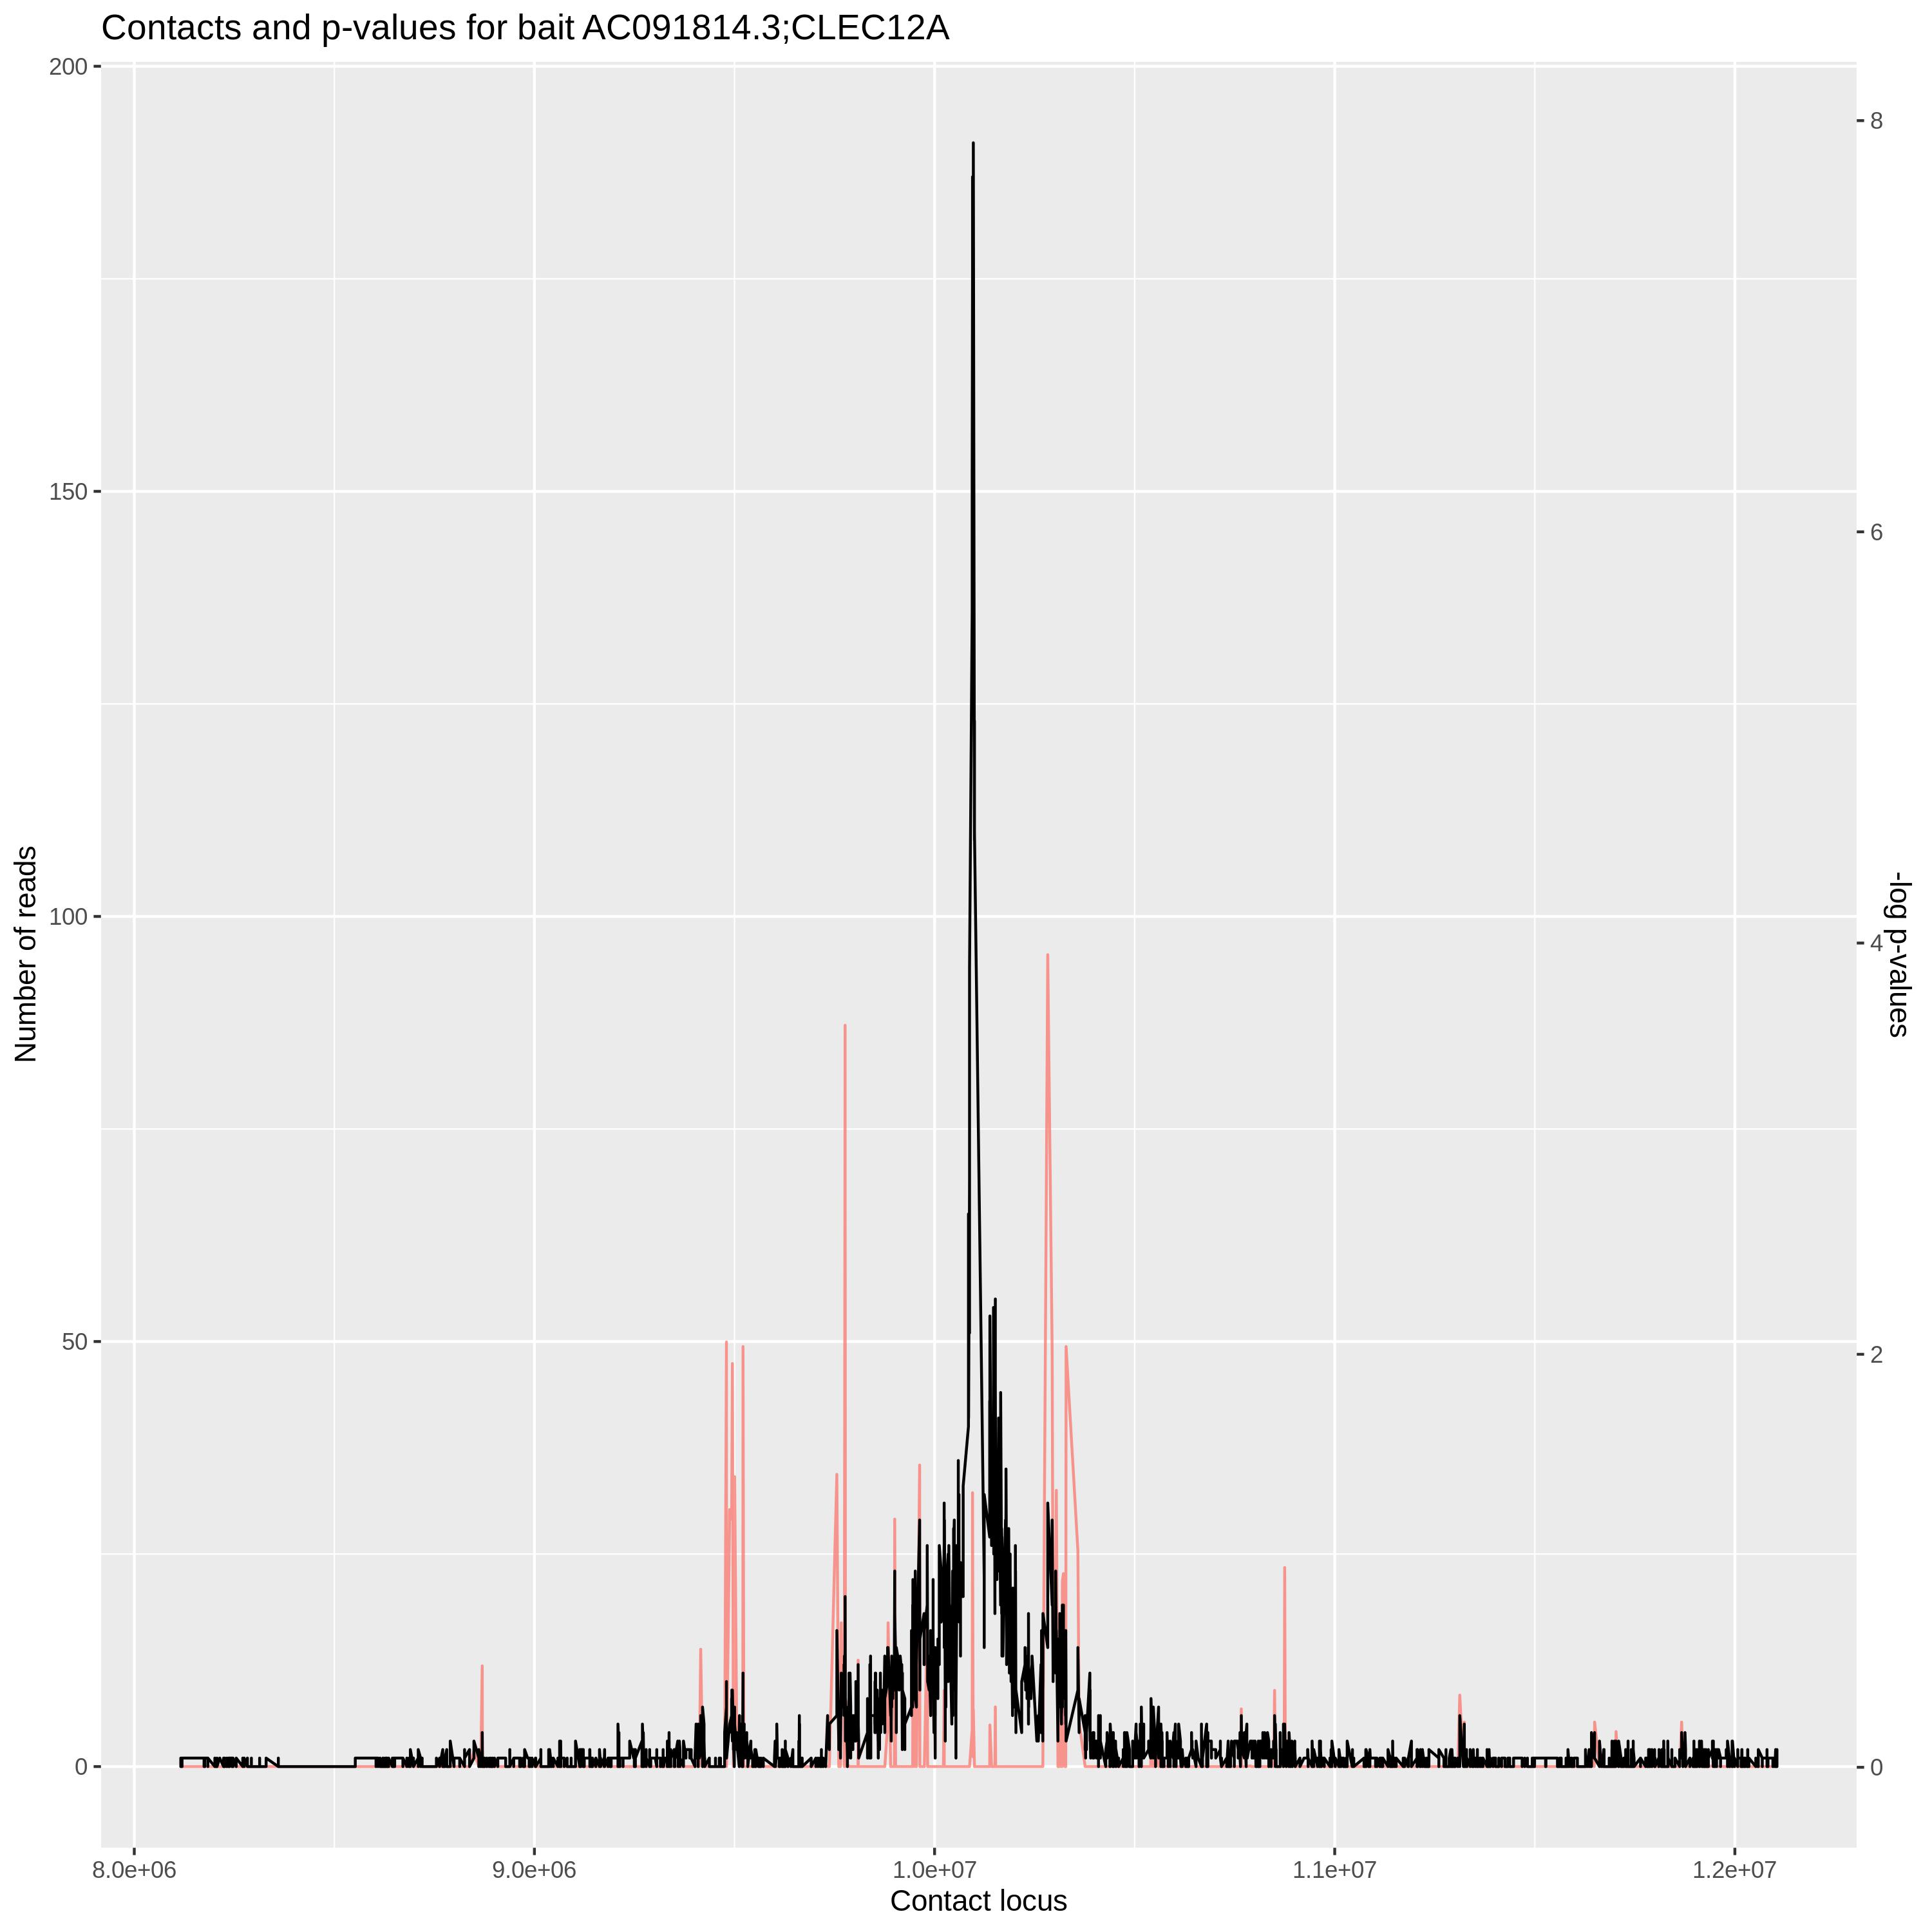 Contacts and p-values for bait AC091814.3;CLEC12A
200
150
100
50
0
Number of reads
8
6
4
2
0
-log p-values
8.0e+06 9.0e+06 1.0e+07 1.1e+07 1.2e+07
Contact locus